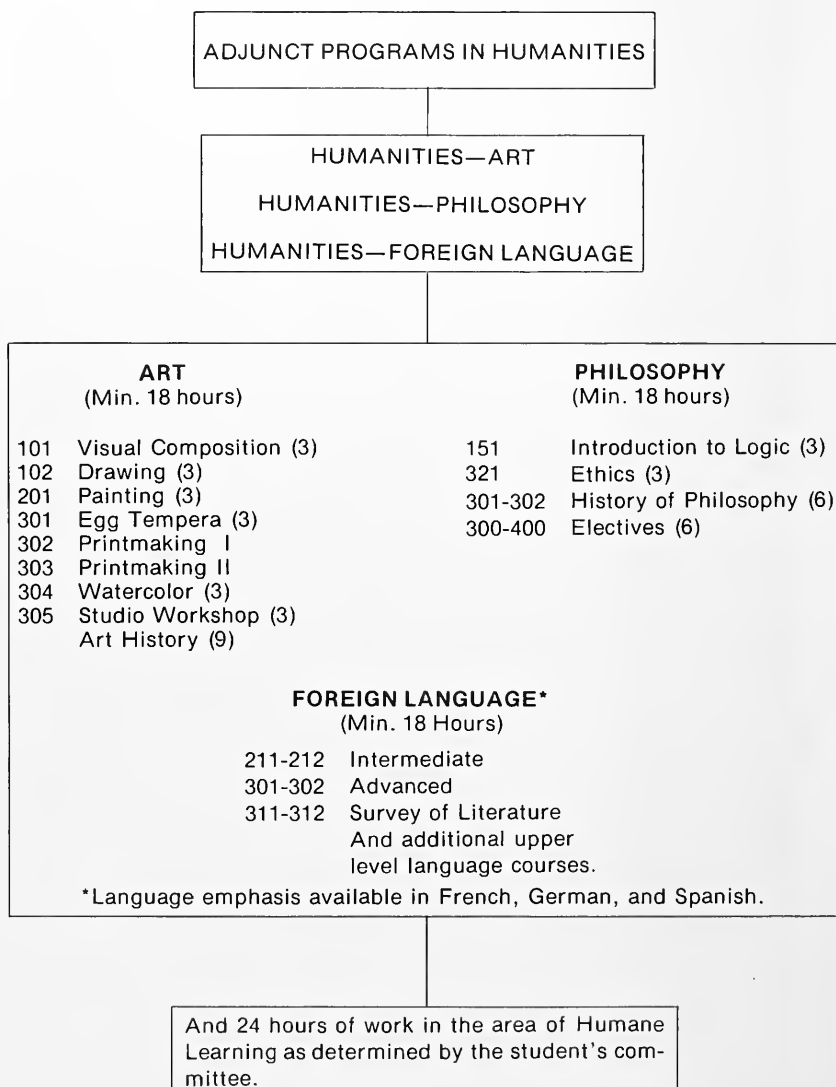 ADJUNCT PROGRAMS IN HUMANITIES
HUMANITIES—ART
HUMANITIES—PHILOSOPHY
HUMANITIES—FOREIGN LANGUAGE
ART
(Min. 18 hours)
101 Visual Composition (3)
102 Drawing (3)
201 Painting (3)
301 Egg Tempera (3)
302 Printmaking I
303 Printmaking II
304 Watercolor (3)
305 Studio Workshop (3)
Art History (9)
PHILOSOPHY
(Min. 18 hours)
151 Introduction to Logic (3)
321 Ethics (3)
301-302 History of Philosophy (6)
300-400 Electives (6)
FOREIGN LANGUAGE*
(Min. 18 Hours)
211-212 Intermediate
301-302 Advanced
311-312 Survey of Literature
And additional upper
level language courses.
*Language emphasis available in French, German, and Spanish.
And 24 hours of work in the area of Humane
Learning as determined by the student's com-
mittee.